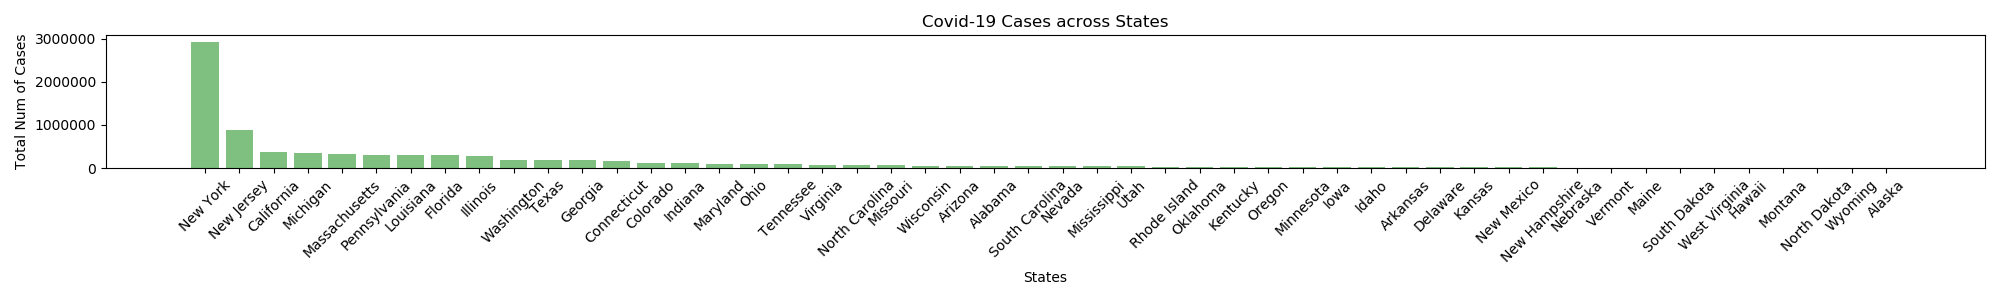 Covid-19 Cases across States
Total Num of Cases
3000000
2000000
1000000
0
New York
New Jersey
California
Michigan
Massachusetts
Pennsylvania
Louisiana
Florida
Illinois
Washington
Texas
Georgia
Connecticut
Colorado
Indiana
Maryland
Ohio
Tennessee
Virginia
North Carolina
Missouri
Wisconsin
Arizona
Alabama
South Carolina
Nevada
Mississippi
Utah
Rhode Island
Oklahoma
Kentucky
Oregon
Minnesota
Iowa
Idaho
Arkansas
Delaware
Kansas
New Mexico
New Hampshire
Nebraska
Vermont
Maine
South Dakota
West Virginia
Hawaii
Montana
North Dakota
Wyoming
Alaska
States